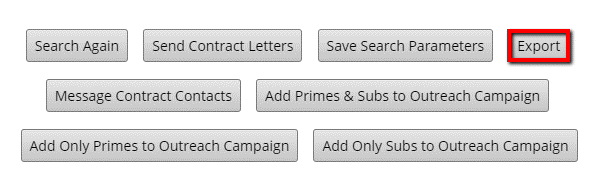 Search Again Send Contract Letters Save Search Parameters Export
Message Contract Contacts Add Primes & Subs to Outreach Campaign
Add Only Primes to Outreach Campaign Add Only Subs to Outreach Campaign